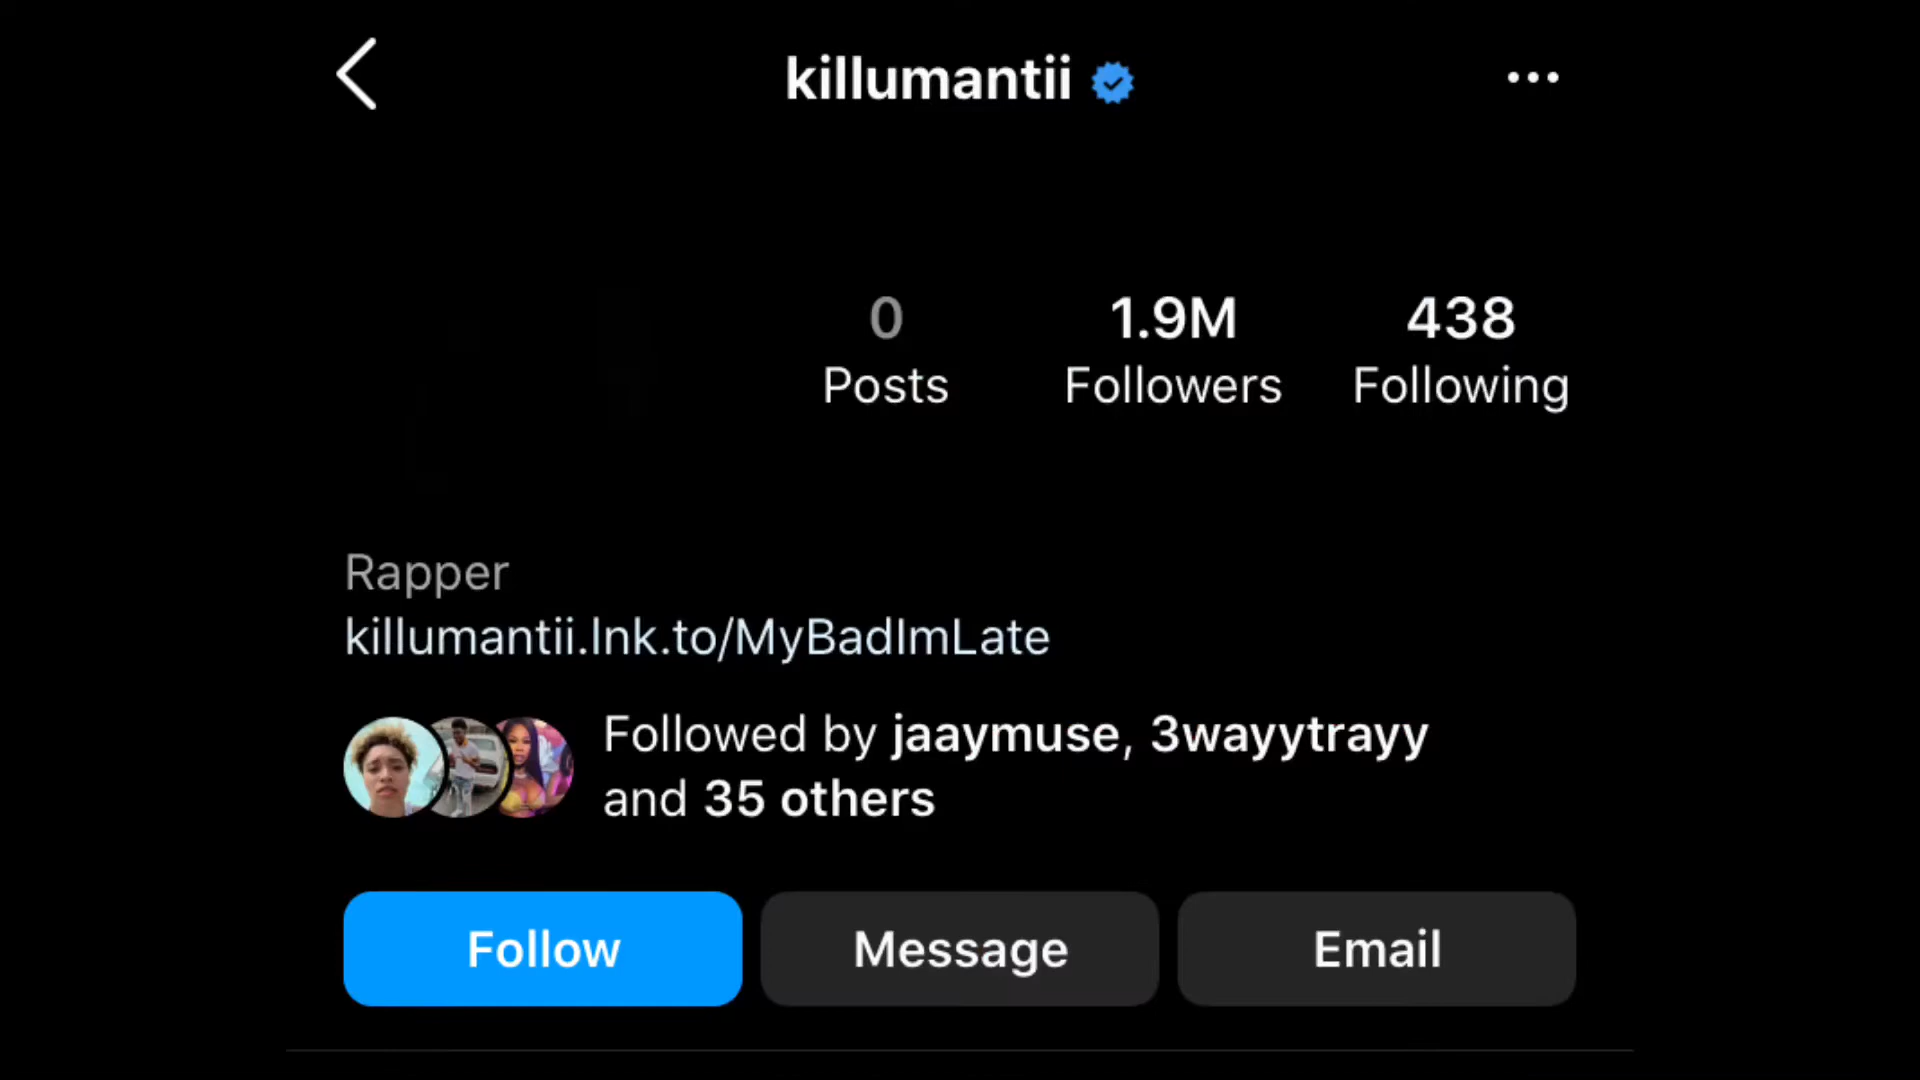 killumantii
0 1.9M 438
Posts Followers Following
Rapper
killumantii.lnk.to/MyBadImLate
Followed by jaaymuse, 3wayytrayy
and 35 others
Follow Message Email